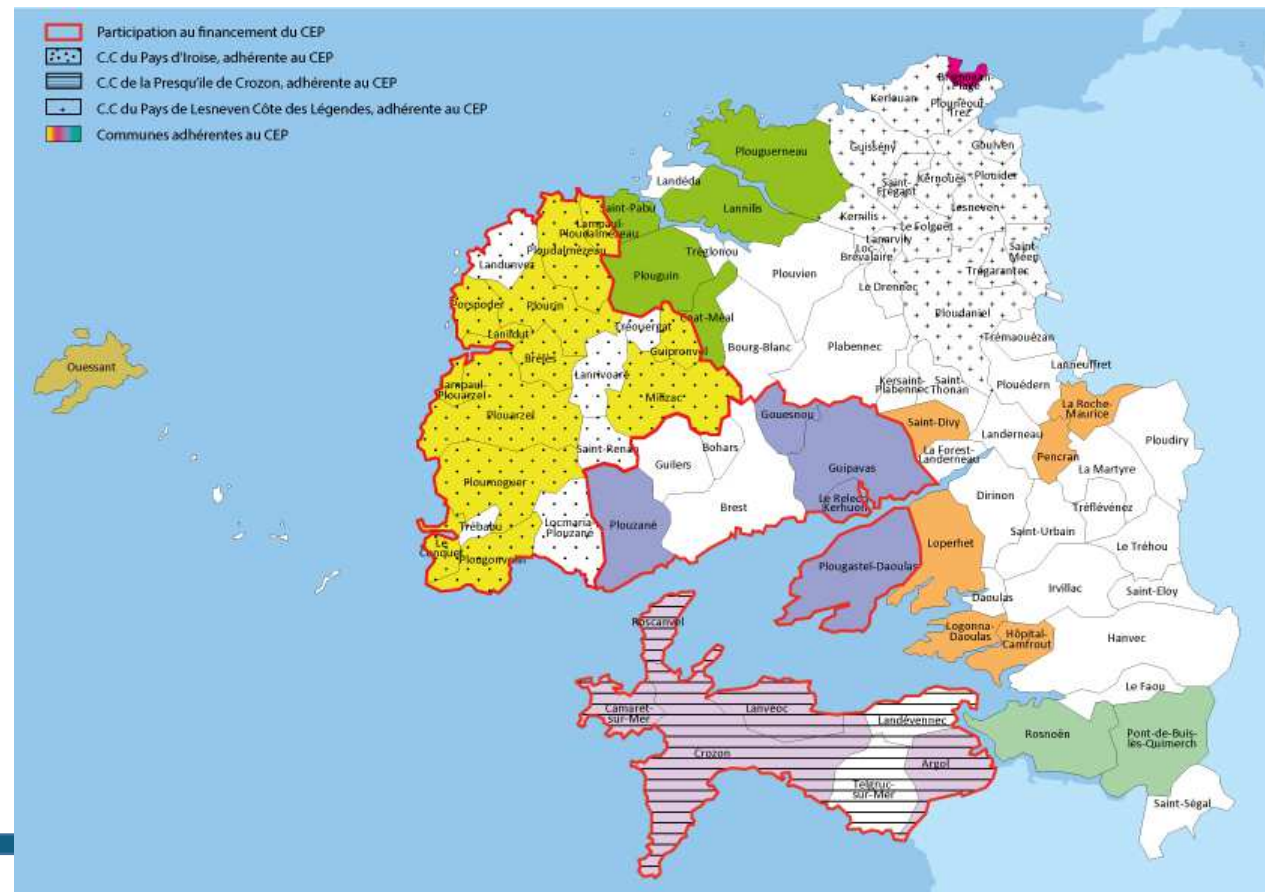 Participation au financement du CEP
C.C du Pays d'Iroise, adhérente au CEP
C.C de la Presqu'ile de Crozon, adhérente au CEP
C.C du Pays de Lesneven Côte des Légendes, adhérente au CEP
Communes adhérentes au CEP
Brignogan-
Plage
Kerlouan
Plounéour-
Trez
Plouguerneau
Guissény
Goulven
Landéda
Saint-
Frégant
Kernouës
Plouider
Saint-Pabu
Lannilis
Kernilis
Lesneven
Lampaul-
Ploudalmézeau
Le Folgoët
Ploudalmézeau
Tréglonou
Lanarvily
Loc-
Brévalaire
Saint-
Méen
Landunvez
Plouguin
Plouvien
Trégarantec
Le Drennec
Porspoder
Plourin
Coat-Méal
Ploudaniel
Lanildut
Tréouergat
Trémaouézan
Ouessant
Brélès
Guipronvel
Bourg-Blanc
Plabennec
Lanneuffret
Lampaul-
Plouarzel
Lanrivoaré
Kersaint-
Plabennec
Saint-
Thonan
Plouédern
Milizac
La Roche-
Maurice
Plouarzel
Gouesnou
Saint-Divy
Landerneau
Ploudiry
Saint-Renan
Bohars
La Forest-
Landerneau
Pencran
Guilers
Guipavas
La Martyre
Ploumoguer
Dirinon
Le Relecq
Kerhuon
Tréflévénez
Brest
Trébabu
Locmaria-
Plouzané
Plouzané
Saint-Urbain
Le
Conquet
Loperhet
Le Tréhou
Plougonvelin
Plougastel-Daoulas
Irvillac
Saint-Eloy
Daoulas
Roscanvel
Logonna-
Daoulas
Hôpital-
Camfrout
Hanvec
Le Faou
Camaret-
sur-Mer
Lanvéoc
Landévennec
Rosnoën
Pont-de-Buis-
lès-Quimerch
Crozon
Argol
Telgruc-
sur-Mer
Saint-Ségal